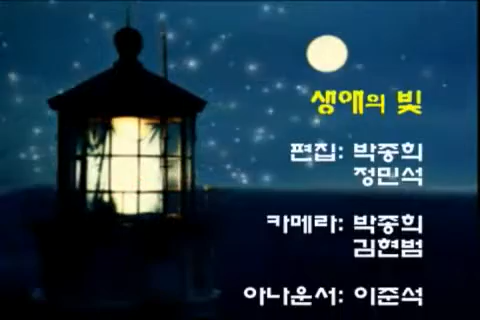 생애의 빛
편집: 박종희
정민석
카메라: 박종희
김현범
아나운서: 이준석